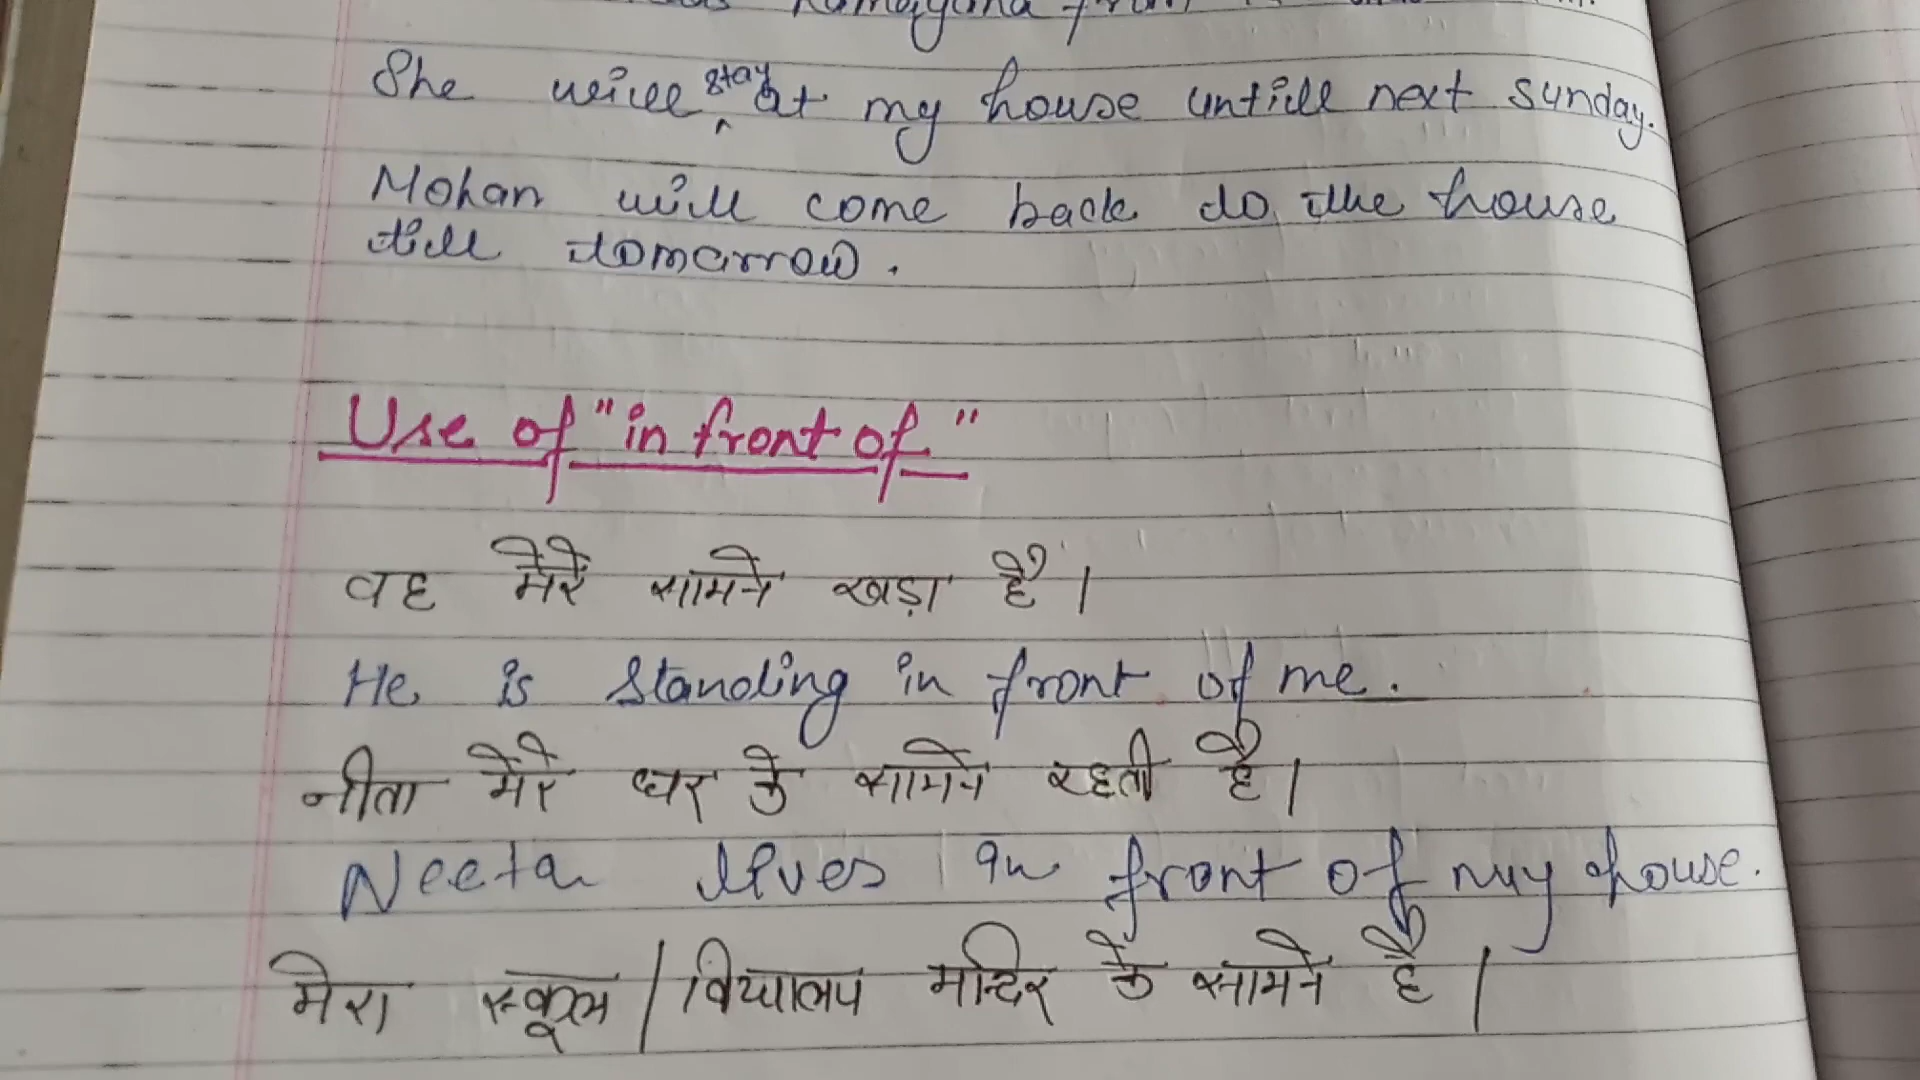 Ramayana from
She will stay at my house untill next sunday.
Mohan will come back to the house
till tomorrow.
Use of "in front of"
वह मेरे सामने खड़ा है।
He is standing in front of me.
नीता मेरे घर के सामने रहती है।
Neeta lives in front of my house.
मेरा स्कूल / विद्यालय मन्दिर के सामने है।